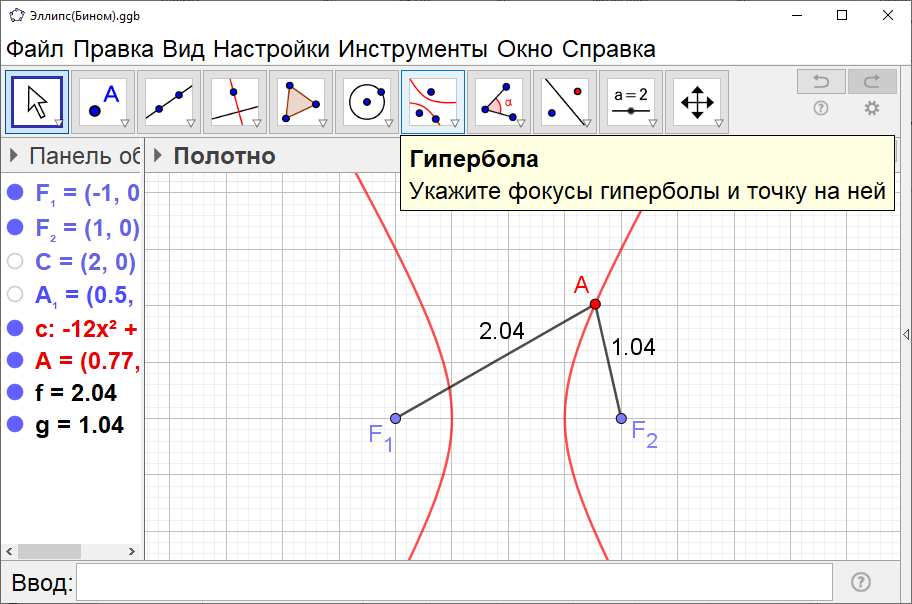 Эллипс(Бином).ggb
Файл Правка Вид Настройки Инструменты Окно Справка
A
α
a=2
Панель об
Полотно
Гипербола
Укажите фокусы гиперболы и точку на ней
F₁ = (-1, 0
F₂ = (1, 0)
C = (2, 0)
A₁ = (0.5,
c: -12x² +
A = (0.77,
f = 2.04
g = 1.04
A
2.04
1.04
F₁
F₂
Ввод: